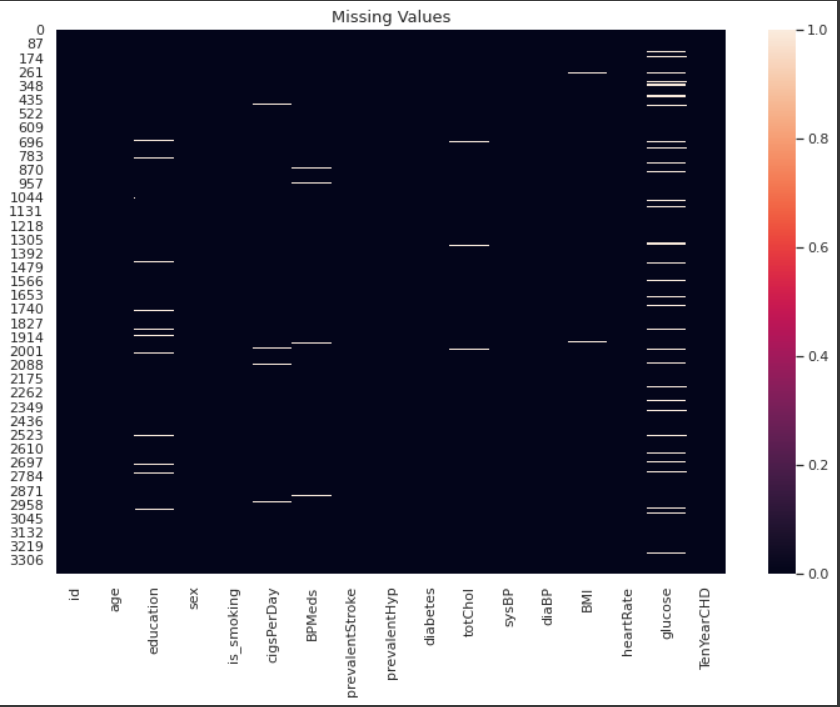 Missing Values
0
87
174
261
348
435
522
609
696
783
870
957
1044
1131
1218
1305
1392
1479
1566
1653
1740
1827
1914
2001
2088
2175
2262
2349
2436
2523
2610
2697
2784
2871
2958
3045
3132
3219
3306
id
age
education
sex
is_smoking
cigsPerDay
BPMeds
prevalentStroke
prevalentHyp
diabetes
totChol
sysBP
diaBP
BMI
heartRate
glucose
TenYearCHD
1.0
0.8
0.6
0.4
0.2
0.0